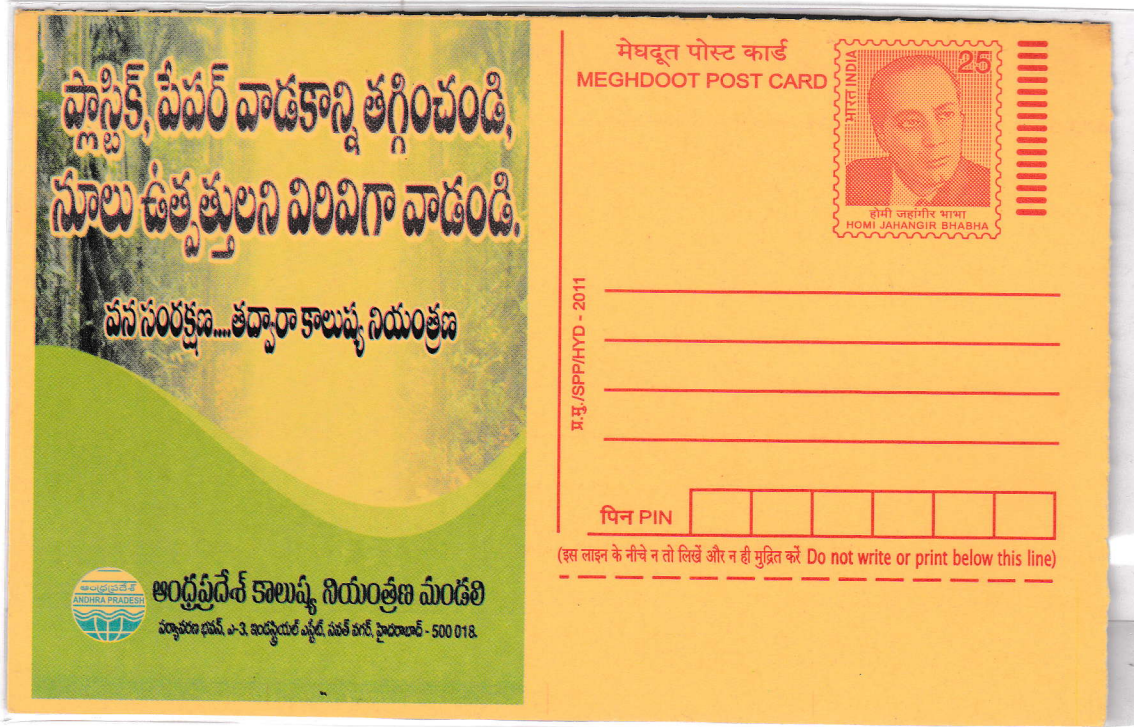 ప్లాస్టిక్, పేపర్ వాడకాన్ని తగ్గించండి,
నూలు ఉత్పత్తులని విరివిగా వాడండి.
వన సంరక్షణ....తద్వారా కాలుష్య నియంత్రణ
ఆంధ్రప్రదేశ్
ANDHRA PRADESH
ఆంధ్రప్రదేశ్ కాలుష్య నియంత్రణ మండలి
పర్యావరణ భవన్, ఎ-3, ఇండస్ట్రియల్ ఎస్టేట్, సనత్ నగర్, హైదరాబాద్ - 500 018.
मेघदूत पोस्ट कार्ड
MEGHDOOT POST CARD
भारत INDIA
25
होमी जहांगीर भाभा
HOMI JAHANGIR BHABHA
प्र.मु./SPP/HYD - 2011
पिन PIN
(इस लाइन के नीचे न तो लिखें और न ही मुद्रित करें Do not write or print below this line)